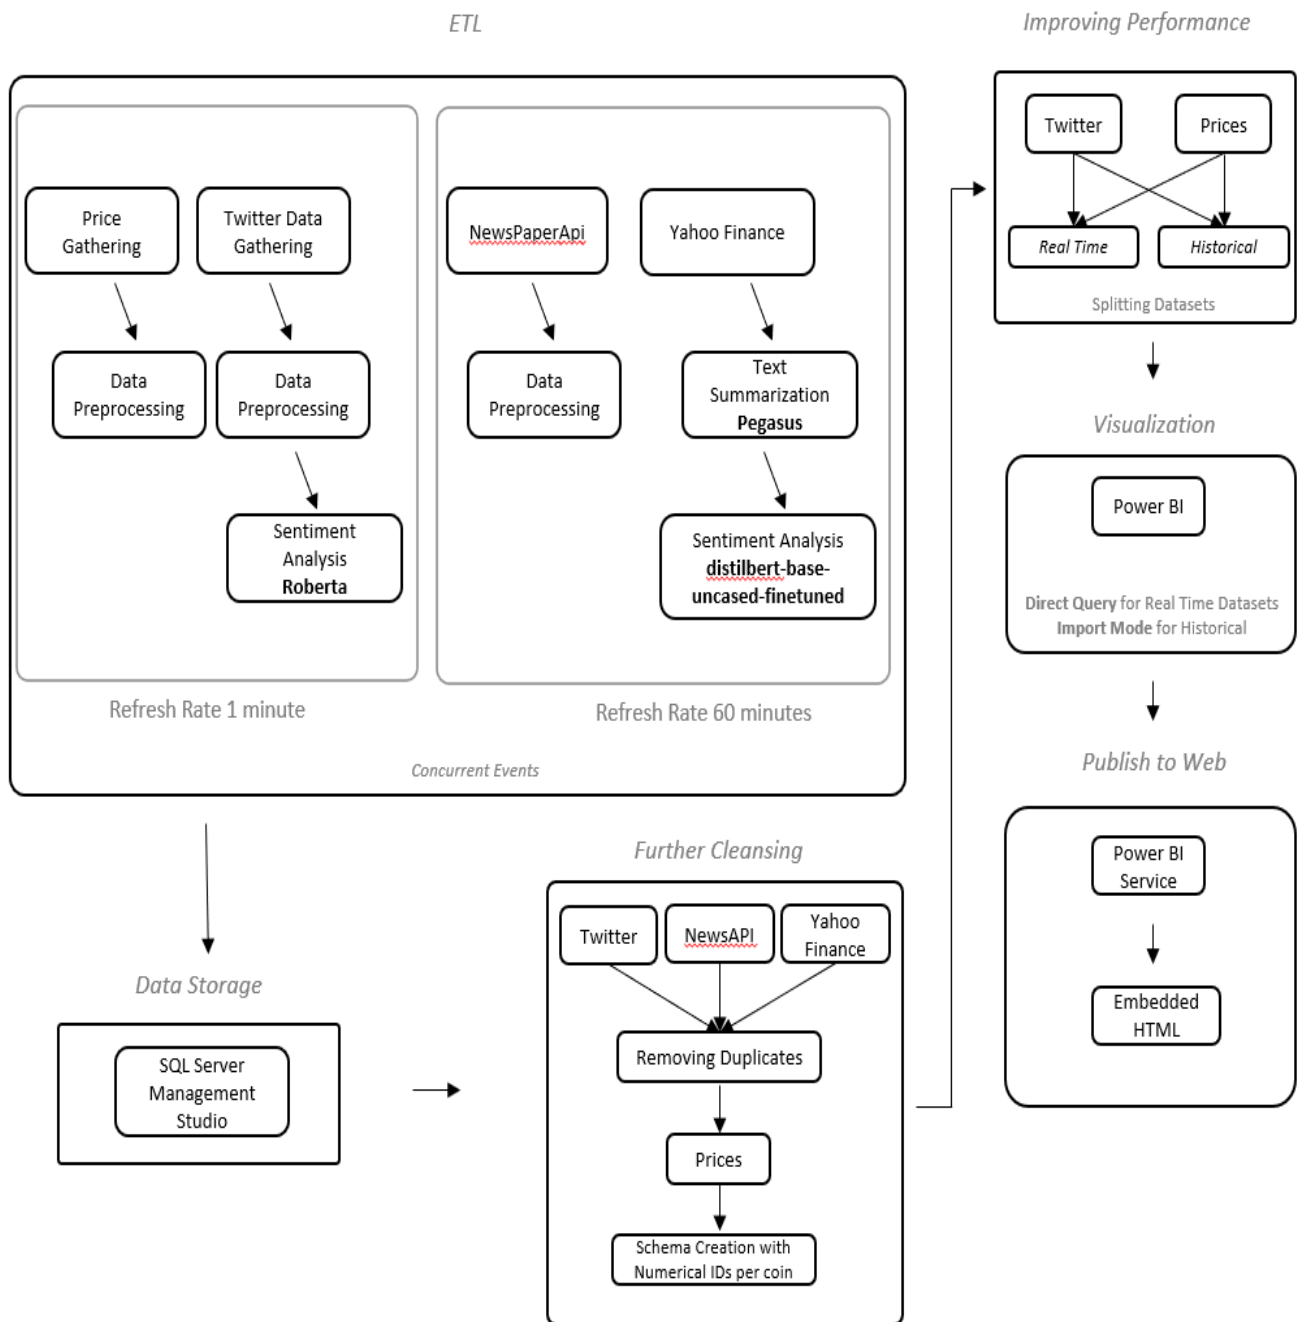 ETL
Price
Gathering
Twitter Data
Gathering
Data
Preprocessing
Data
Preprocessing
Sentiment
Analysis
Roberta
Refresh Rate 1 minute
NewsPaperApi
Yahoo Finance
Data
Preprocessing
Text
Summarization
Pegasus
Sentiment Analysis
distilbert-base-
uncased-finetuned
Refresh Rate 60 minutes
Concurrent Events
Data Storage
SQL Server
Management
Studio
Further Cleansing
Twitter
NewsAPI
Yahoo
Finance
Removing Duplicates
Prices
Schema Creation with
Numerical IDs per coin
Improving Performance
Twitter
Prices
Real Time
Historical
Splitting Datasets
Visualization
Power BI
Direct Query for Real Time Datasets
Import Mode for Historical
Publish to Web
Power BI
Service
Embedded
HTML